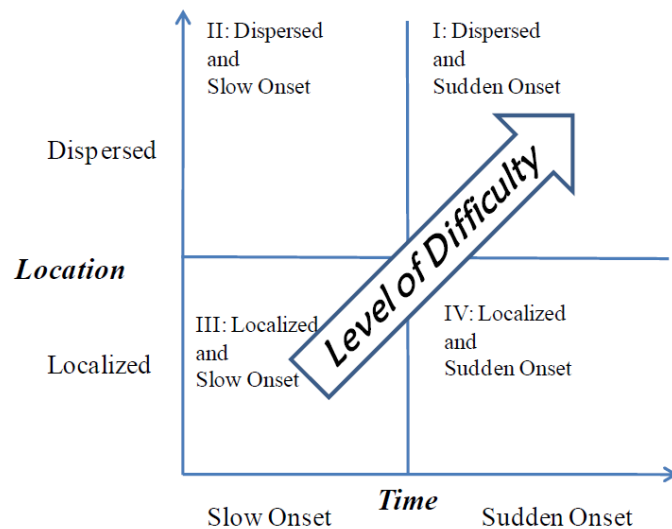 II: Dispersed
and
Slow Onset
I: Dispersed
and
Sudden Onset
Dispersed
Level of Difficulty
Location
III: Localized
and
Slow Onset
IV: Localized
and
Sudden Onset
Localized
Slow Onset
Time
Sudden Onset